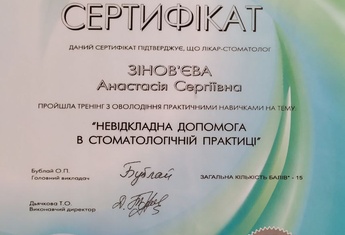 СЕРТИФІКАТ
ДАНИЙ СЕРТИФІКАТ ПІДТВЕРДЖУЄ, ЩО ЛІКАР-СТОМАТОЛОГ
ЗІНОВ'ЄВА
Анастасія Сергіївна
ПРОЙШЛА ТРЕНІНГ З ОВОЛОДІННЯ ПРАКТИЧНИМИ НАВИЧКАМИ НА ТЕМУ:
"НЕВІДКЛАДНА ДОПОМОГА
В СТОМАТОЛОГІЧНІЙ ПРАКТИЦІ"
Бублай О.П.
Головний викладач
Бублай
ЗАГАЛЬНА КІЛЬКІСТЬ БАЛІВ* - 15
Дьячкова Т.О.
Виконавчий директор